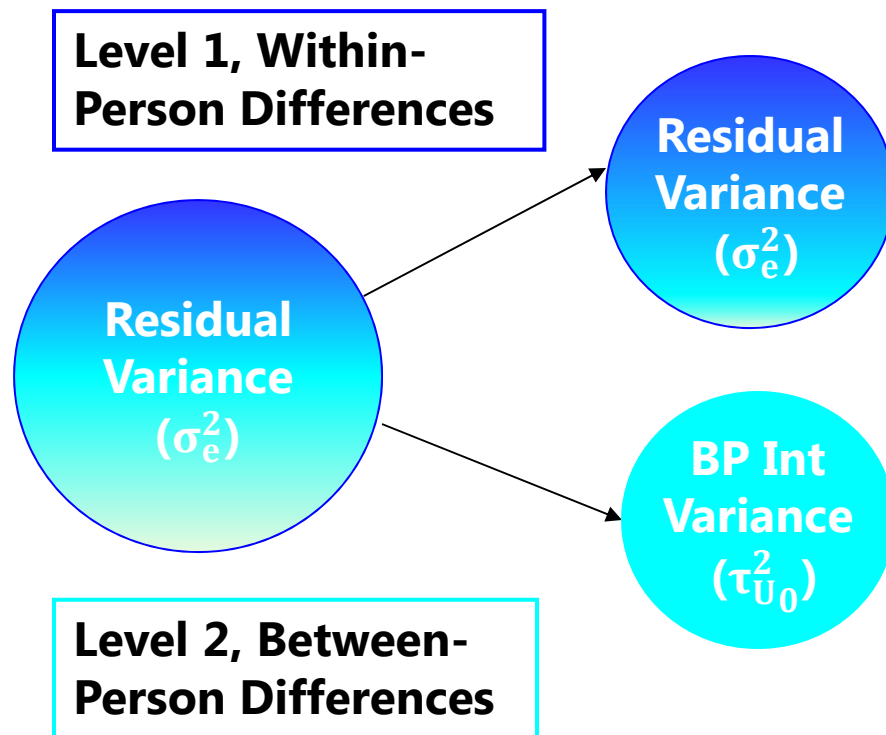 Level 1, Within-
Person Differences
Residual
Variance
(σ²ₑ)
Residual
Variance
(σ²ₑ)
BP Int
Variance
(τ²U₀)
Level 2, Between-
Person Differences